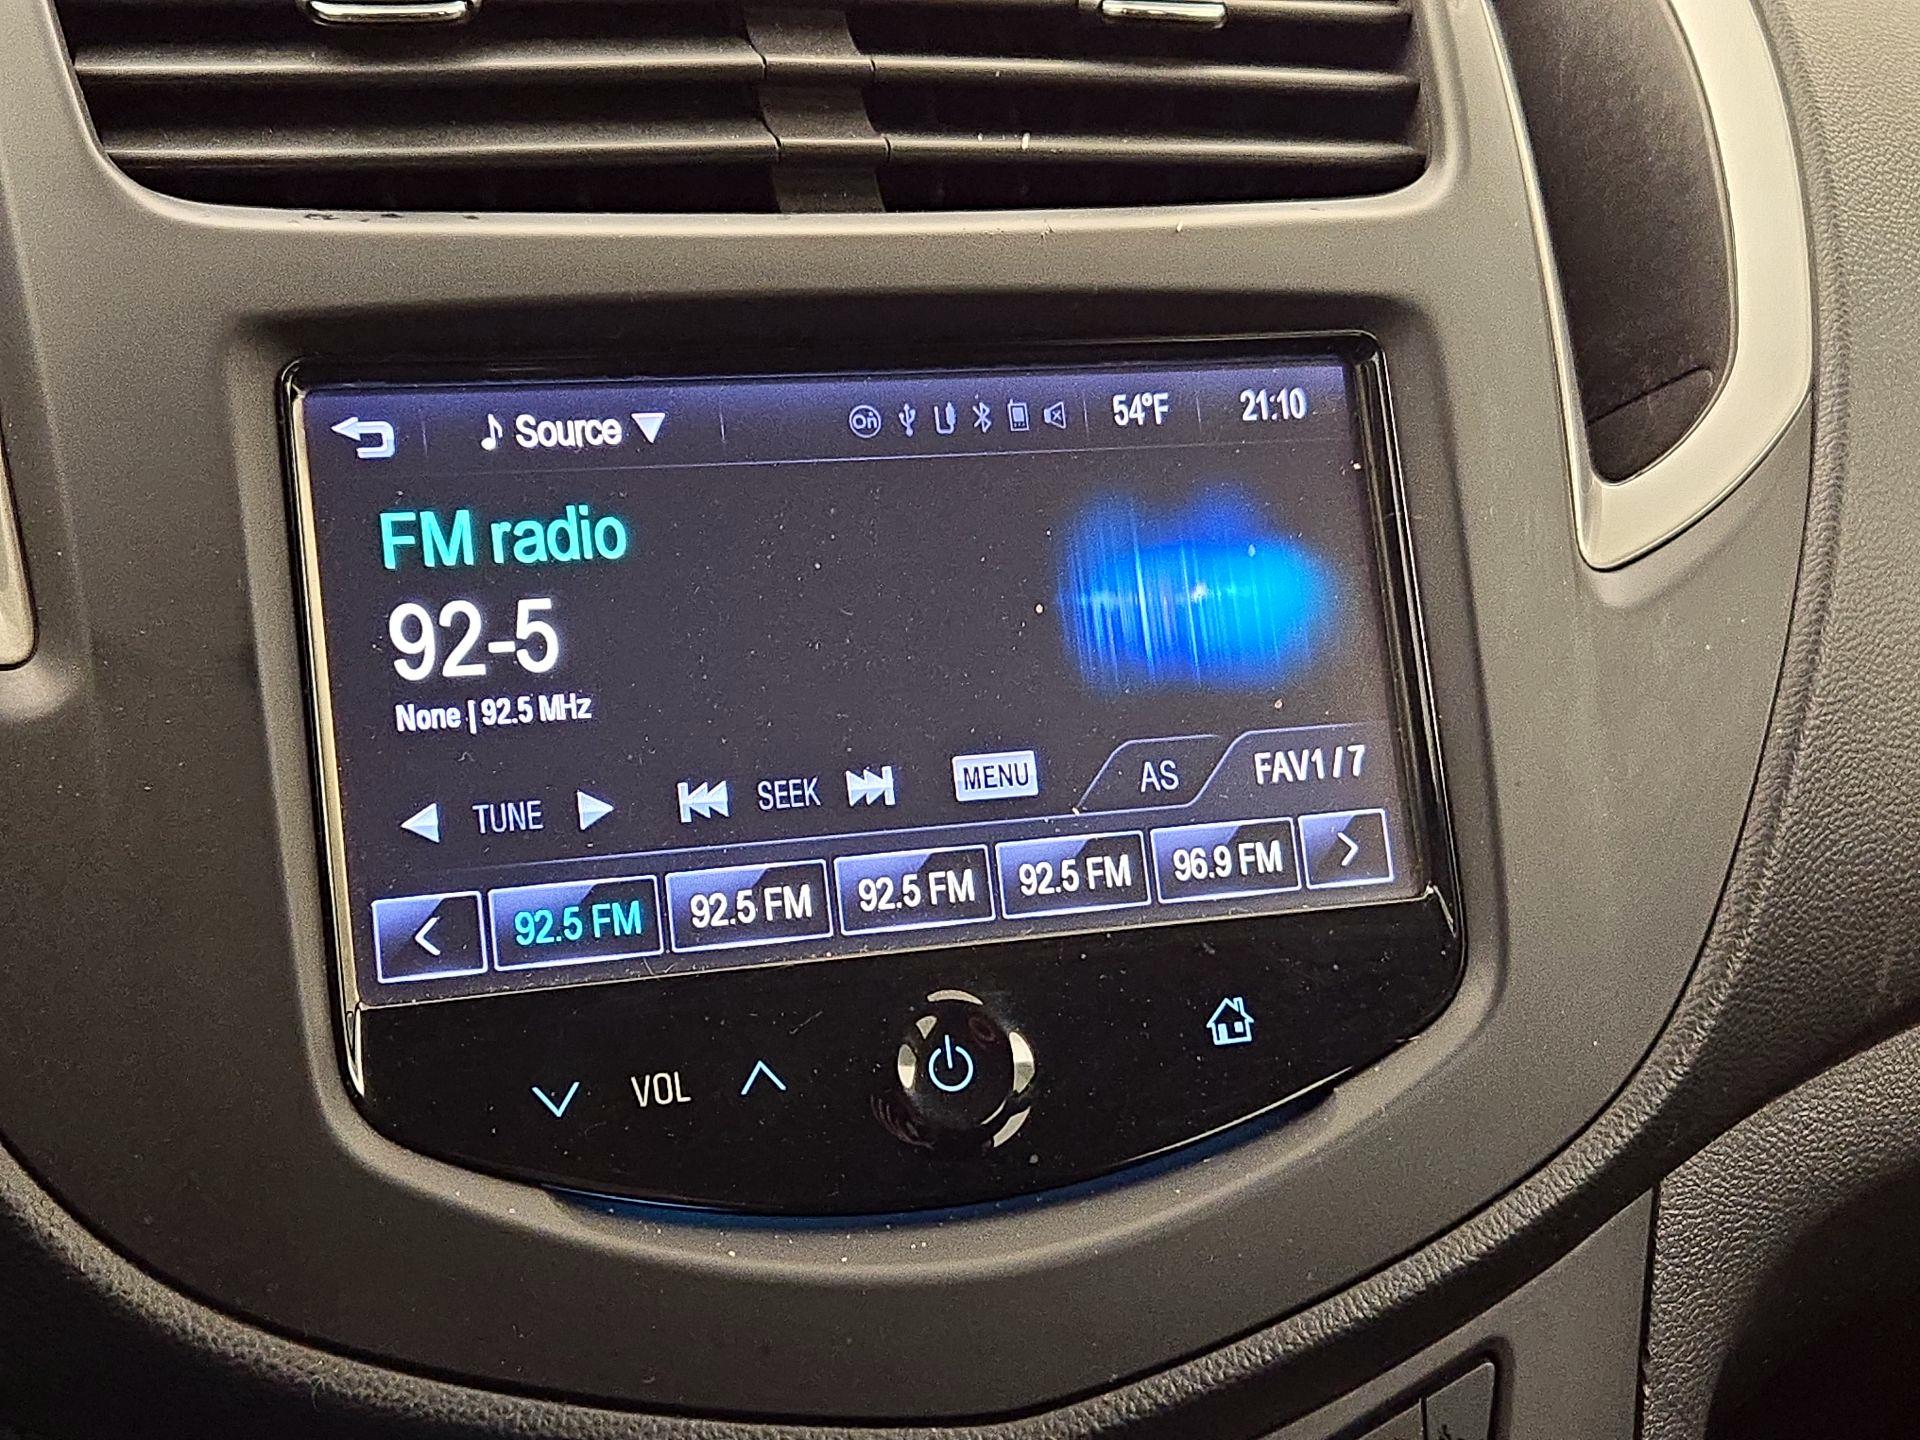 Source On 54°F 21:10
FM radio
92-5
None | 92.5 MHz
TUNE SEEK MENU AS FAV1 / 7
92.5 FM 92.5 FM 92.5 FM 92.5 FM 96.9 FM
VOL